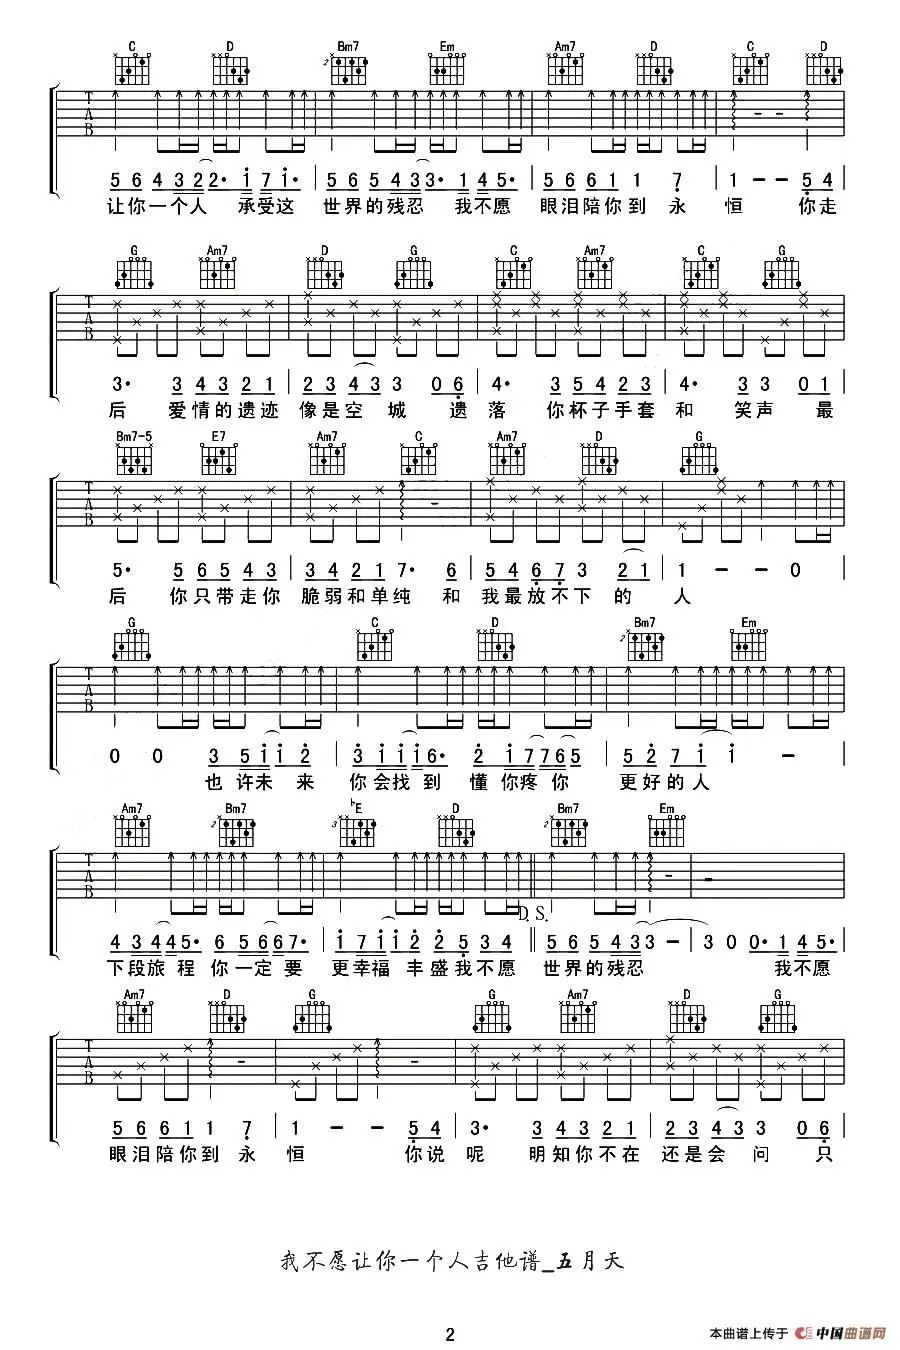 C D Bm7 Em Am7 D C C D
T A B
5 6 4 3 2 2· 1 7 1· | 5 6 5 4 3 3· 1 4 5· | 5 6 6 1 1 1 7 | 1 - - 5 4
让你一个人 承受这 世界的残忍 我不愿 眼泪陪你到永恒 你走
G Am7 D G C Am7 C G
T A B
3· 3 4 3 2 1 | 2 3 4 3 3 0 6 | 4· 3 5 4 2 3 | 4· 3 3 0 1
后 爱情的遗迹 像是空城 遗落 你杯子手套和 笑声 最
Bm7-5 E7 Am7 C Am7 D G
T A B
5· 5 6 5 4 3 | 3 4 2 1 7· 6 | 5 4 6 7 3 2 1 | 1 - - 0
后 你只带走你 脆弱和单纯 和 我最放不下的人
G C D Bm7 Em
T A B
0 0 3 5 1 1 2 | 3 1 1 1 6· 2 1 7 7 6 5 | 5 2 7 1 1 -
也许未来 你会找到 懂你疼你 更好的人
Am7 Bm7 ♭E D Bm7 Em
T A B
D.S.
4 3 4 4 5· 6 5 6 6 7· | 1 7 1 1 2 2 5 3 4 ‖ 5 6 5 4 3 3 - | 3 0 0· 1 4 5·
下段旅程 你一定要 更幸福 丰盛我不愿 世界的残忍 我不愿
Am7 D G G Am7 D G
T A B
5 6 6 1 1 1 7 | 1 - - 5 4 | 3· 3 4 3 2 1 | 2 3 4 3 3 0 6
眼泪陪你到永恒 你说呢 明知你不在 还是会问 只
我不愿让你一个人吉他谱_五月天
2
本曲谱上传于 中国曲谱网